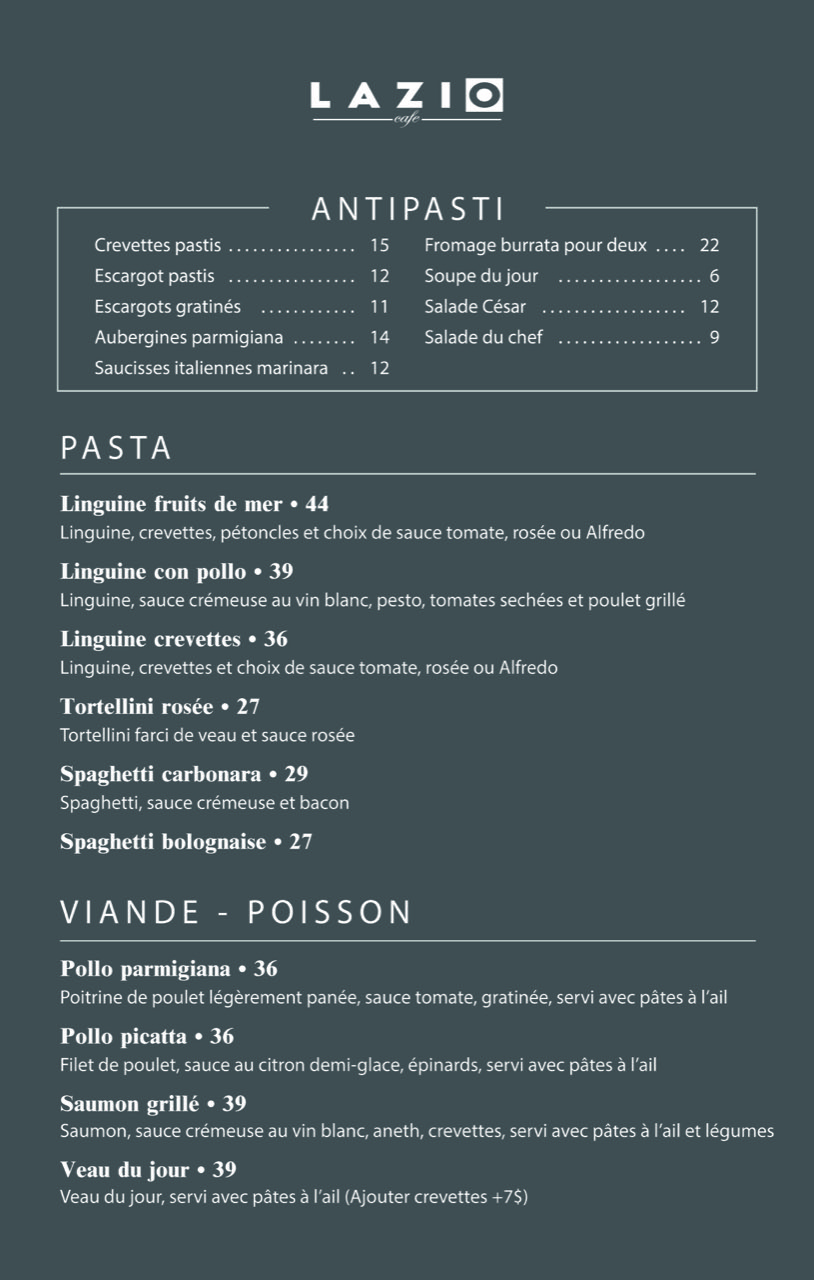 LAZIO
cafe
ANTIPASTI
Crevettes pastis ................ 15
Escargot pastis ................ 12
Escargots gratinés ............ 11
Aubergines parmigiana ........ 14
Saucisses italiennes marinara .. 12
Fromage burrata pour deux .... 22
Soupe du jour .................. 6
Salade César .................. 12
Salade du chef .................. 9
PASTA
Linguine fruits de mer • 44
Linguine, crevettes, pétoncles et choix de sauce tomate, rosée ou Alfredo
Linguine con pollo • 39
Linguine, sauce crémeuse au vin blanc, pesto, tomates sechées et poulet grillé
Linguine crevettes • 36
Linguine, crevettes et choix de sauce tomate, rosée ou Alfredo
Tortellini rosée • 27
Tortellini farci de veau et sauce rosée
Spaghetti carbonara • 29
Spaghetti, sauce crémeuse et bacon
Spaghetti bolognaise • 27
VIANDE - POISSON
Pollo parmigiana • 36
Poitrine de poulet légèrement panée, sauce tomate, gratinée, servi avec pâtes à l’ail
Pollo picatta • 36
Filet de poulet, sauce au citron demi-glace, épinards, servi avec pâtes à l’ail
Saumon grillé • 39
Saumon, sauce crémeuse au vin blanc, aneth, crevettes, servi avec pâtes à l’ail et légumes
Veau du jour • 39
Veau du jour, servi avec pâtes à l’ail (Ajouter crevettes +7$)